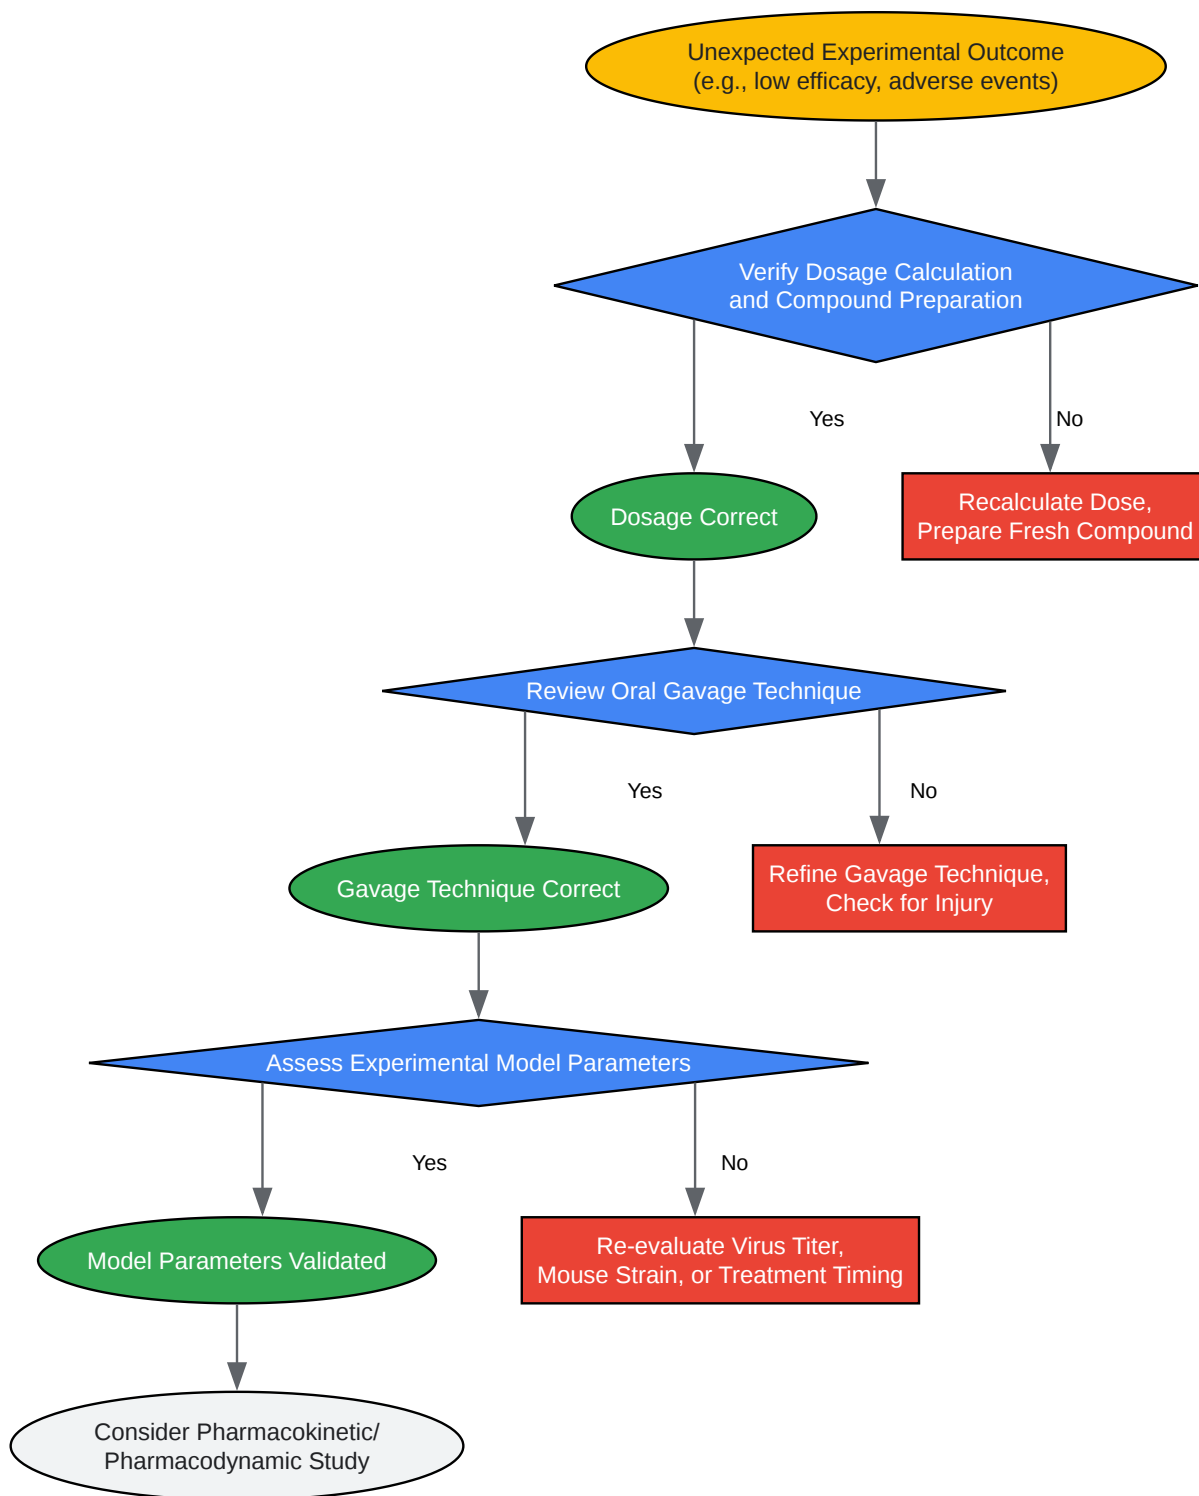 Unexpected Experimental Outcome
(e.g., low efficacy, adverse events)
Verify Dosage Calculation
and Compound Preparation
Yes
No
Dosage Correct
Recalculate Dose,
Prepare Fresh Compound
Review Oral Gavage Technique
Yes
No
Gavage Technique Correct
Refine Gavage Technique,
Check for Injury
Assess Experimental Model Parameters
Yes
No
Model Parameters Validated
Re-evaluate Virus Titer,
Mouse Strain, or Treatment Timing
Consider Pharmacokinetic/
Pharmacodynamic Study